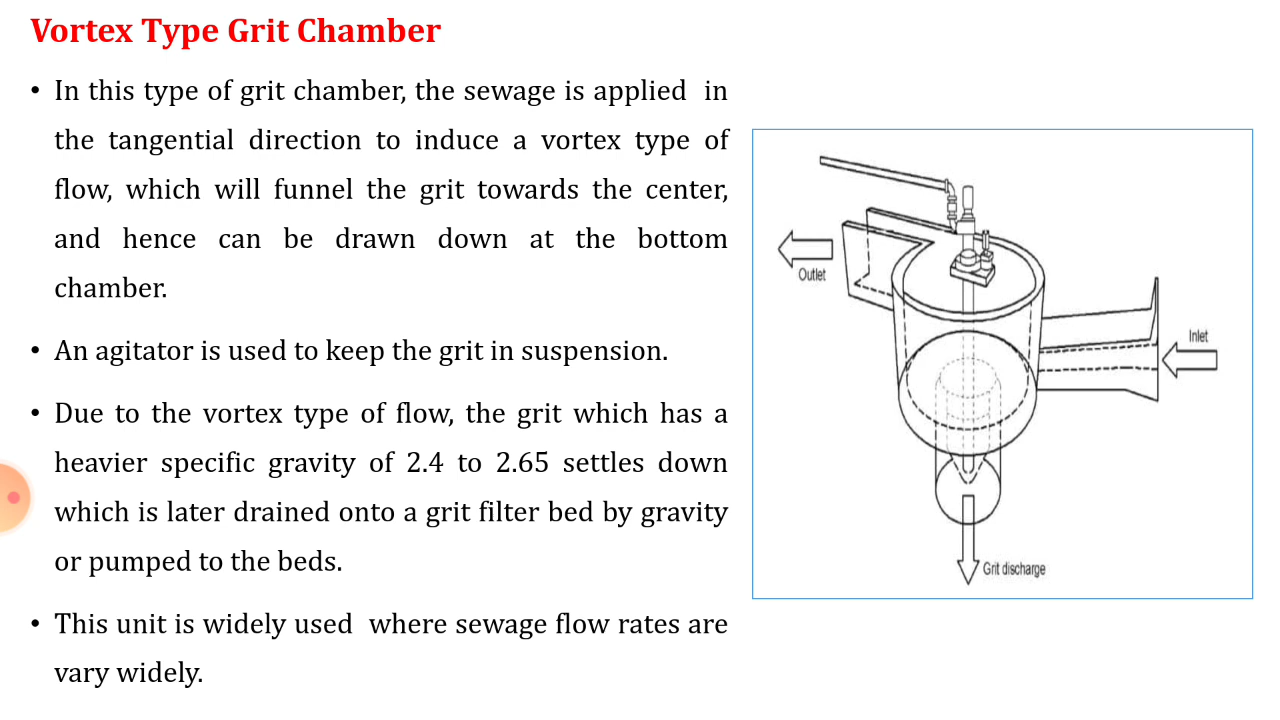 Vortex Type Grit Chamber
• In this type of grit chamber, the sewage is applied in
the tangential direction to induce a vortex type of
flow, which will funnel the grit towards the center,
and hence can be drawn down at the bottom
chamber.
• An agitator is used to keep the grit in suspension.
• Due to the vortex type of flow, the grit which has a
heavier specific gravity of 2.4 to 2.65 settles down
which is later drained onto a grit filter bed by gravity
or pumped to the beds.
• This unit is widely used where sewage flow rates are
vary widely.
Outlet
Inlet
Grit discharge